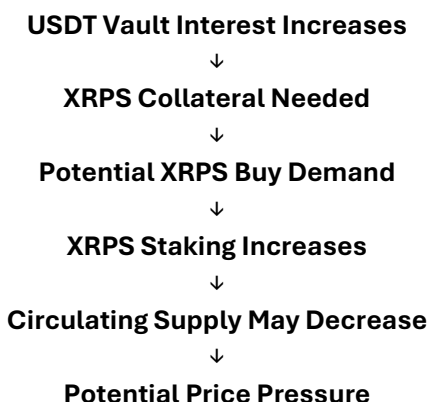 USDT Vault Interest Increases
↓
XRPS Collateral Needed
↓
Potential XRPS Buy Demand
↓
XRPS Staking Increases
↓
Circulating Supply May Decrease
↓
Potential Price Pressure